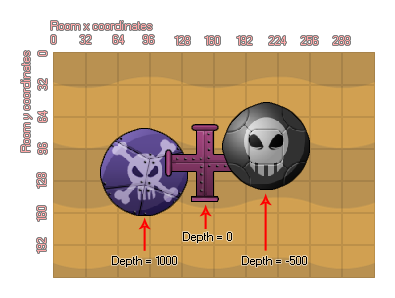 Room x coordinates
0 32 64 96 128 160 192 224 256 288
Room y coordinates
0 32 64 96 128 160 192
Depth = 0
Depth = 1000
Depth = -500